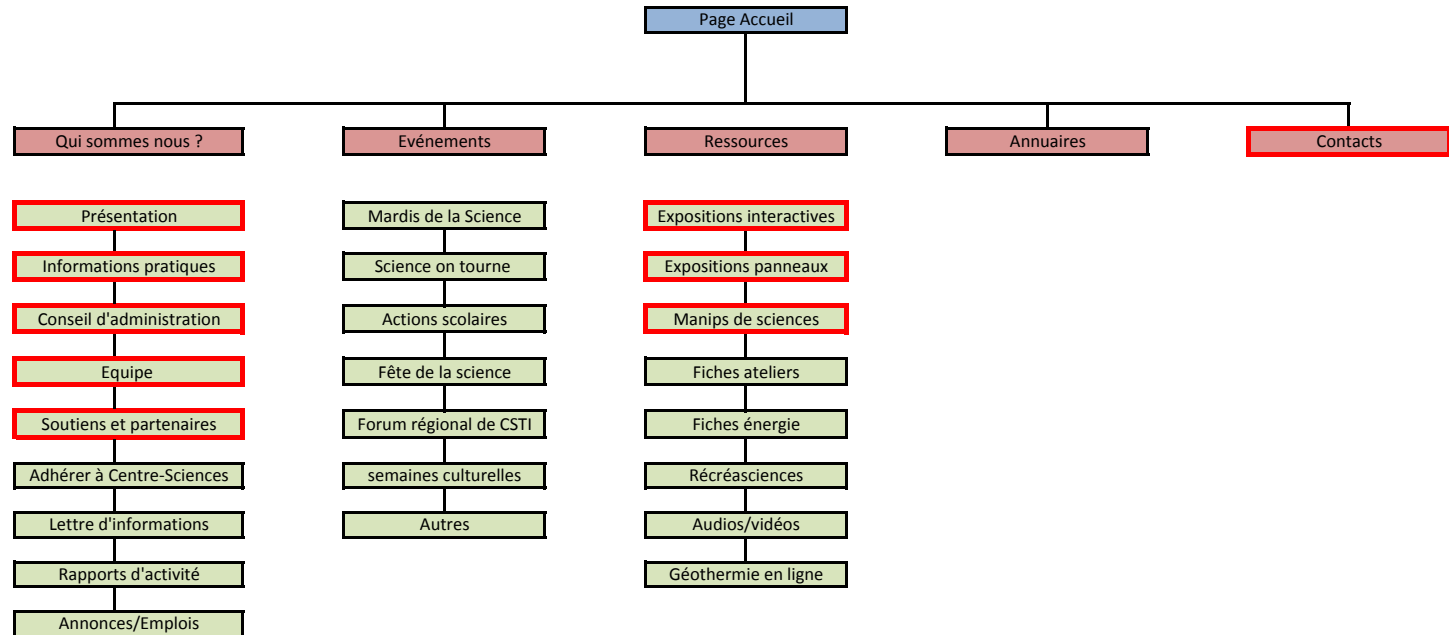 Page Accueil
Qui sommes nous ?
Evénements
Ressources
Annuaires
Contacts
Présentation
Informations pratiques
Conseil d'administration
Equipe
Soutiens et partenaires
Adhérer à Centre-Sciences
Lettre d'informations
Rapports d'activité
Annonces/Emplois
Mardis de la Science
Science on tourne
Actions scolaires
Fête de la science
Forum régional de CSTI
semaines culturelles
Autres
Expositions interactives
Expositions panneaux
Manips de sciences
Fiches ateliers
Fiches énergie
Récréasciences
Audios/vidéos
Géothermie en ligne